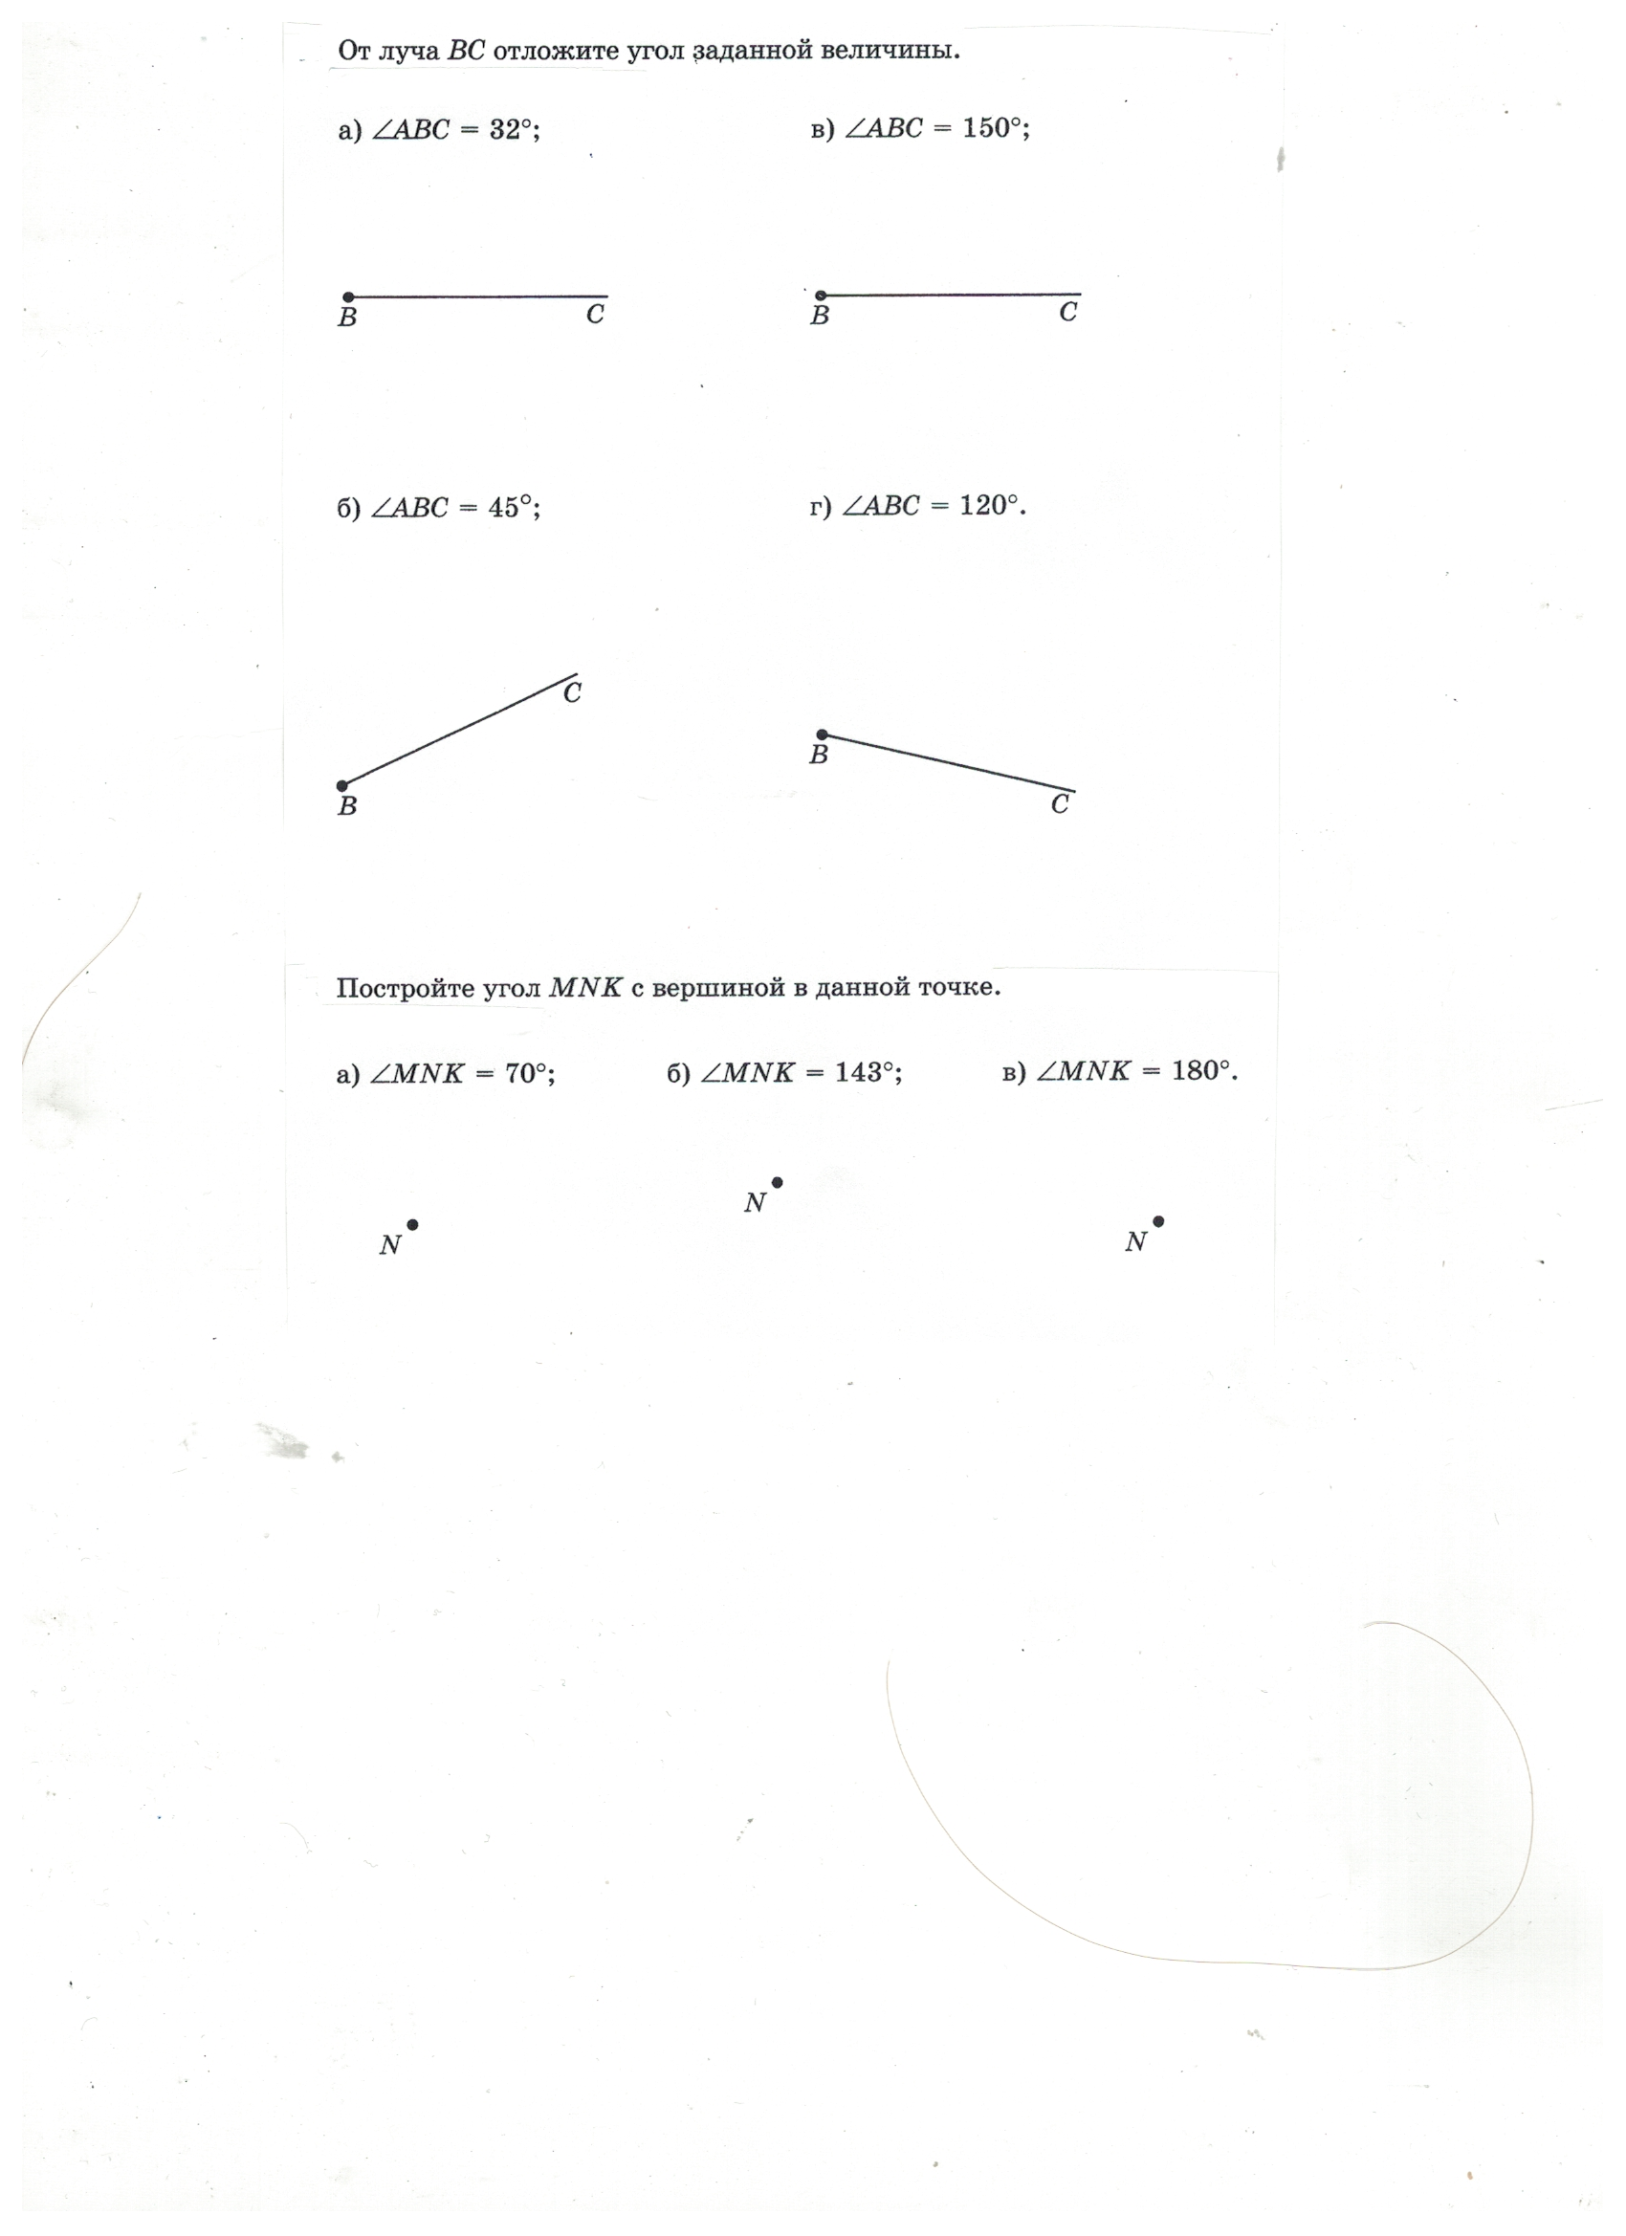 От луча BC отложите угол заданной величины.
а) ∠ABC = 32°;
в) ∠ABC = 150°;
B
C
B
C
б) ∠ABC = 45°;
г) ∠ABC = 120°.
C
B
B
C
Постройте угол MNK с вершиной в данной точке.
а) ∠MNK = 70°;
б) ∠MNK = 143°;
в) ∠MNK = 180°.
N
N
N